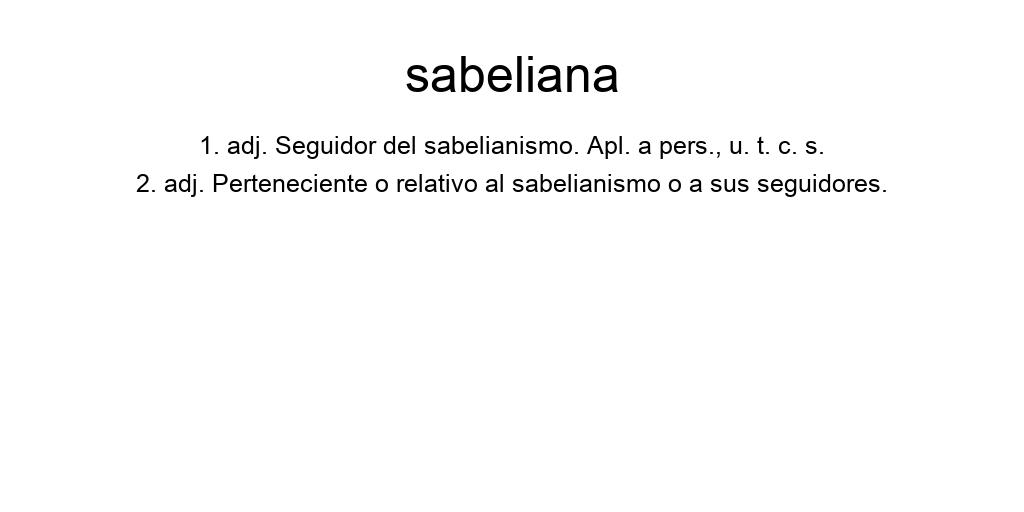 sabeliana
1. adj. Seguidor del sabelianismo. Apl. a pers., u. t. c. s.
2. adj. Perteneciente o relativo al sabelianismo o a sus seguidores.